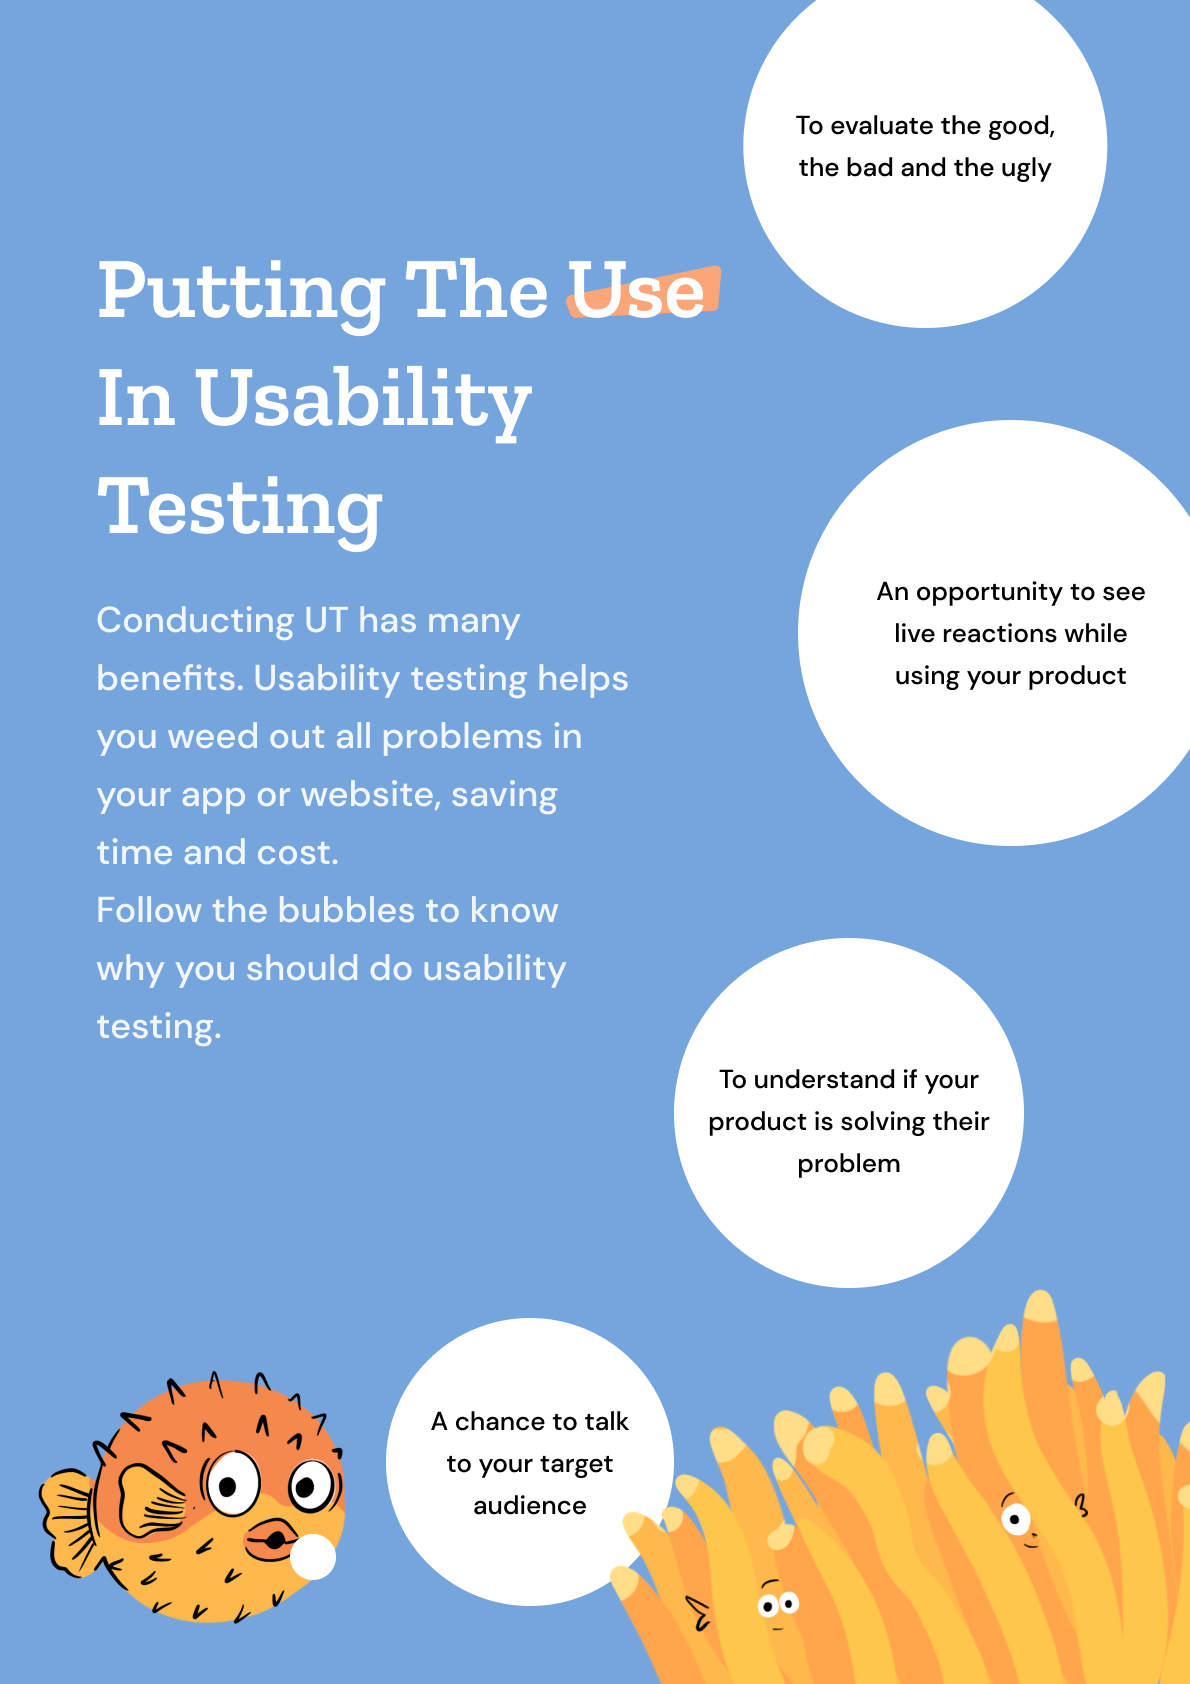 Putting The Use
In Usability
Testing
Conducting UT has many
benefits. Usability testing helps
you weed out all problems in
your app or website, saving
time and cost.
Follow the bubbles to know
why you should do usability
testing.
To evaluate the good,
the bad and the ugly
An opportunity to see
live reactions while
using your product
To understand if your
product is solving their
problem
A chance to talk
to your target
audience